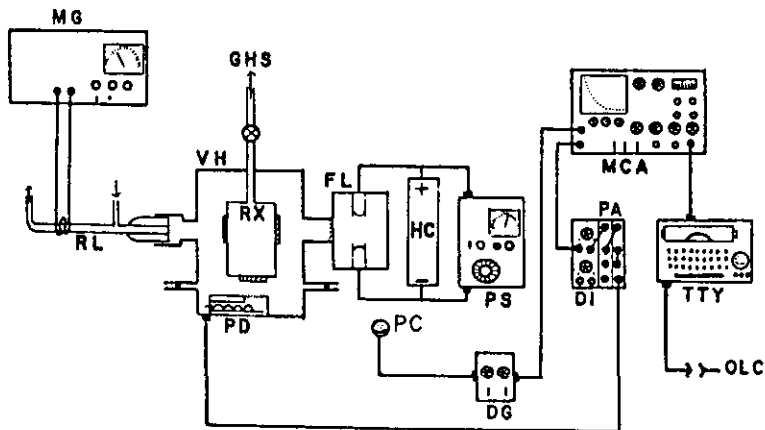 MG
GHS
VH
FL
RX
+
HC
RL
PD
PS
PC
DG
MCA
PA
DI
TTY
OLC